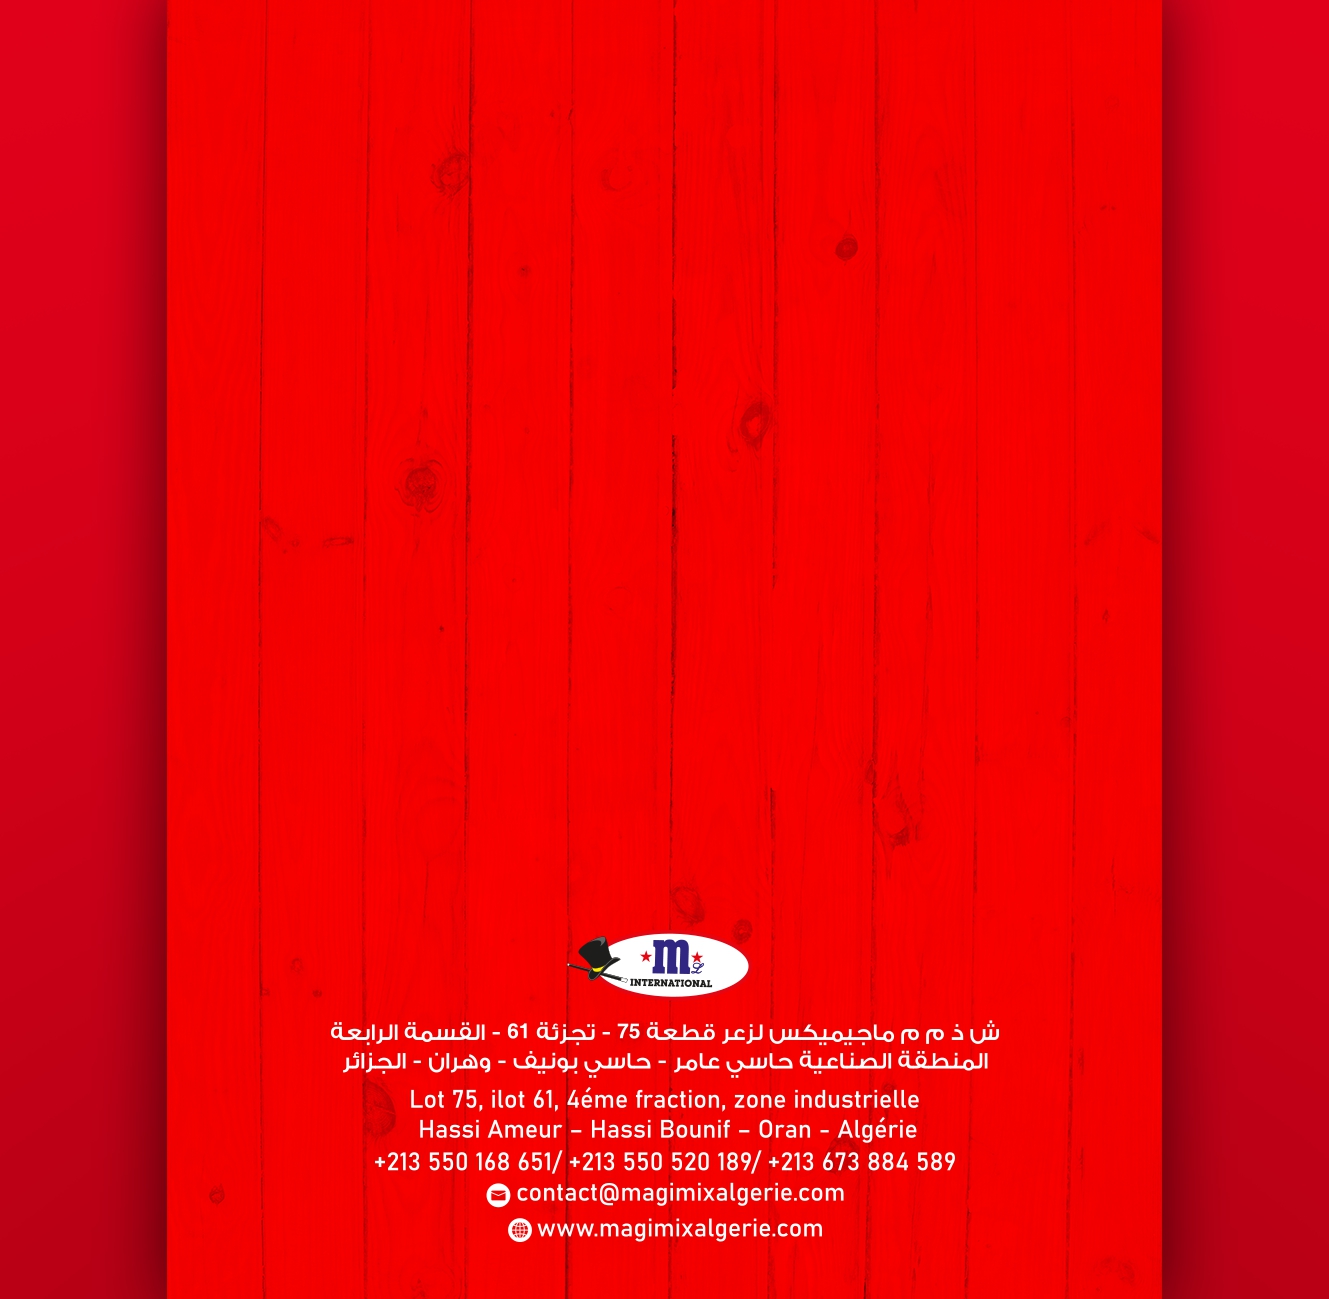 m
L
INTERNATIONAL
ش ذ م م ماجيميكس لزعر قطعة 75 - تجزئة 61 - القسمة الرابعة
المنطقة الصناعية حاسي عامر - حاسي بونيف - وهران - الجزائر
Lot 75, ilot 61, 4éme fraction, zone industrielle
Hassi Ameur – Hassi Bounif – Oran - Algérie
+213 550 168 651/ +213 550 520 189/ +213 673 884 589
contact@magimixalgerie.com
www.magimixalgerie.com